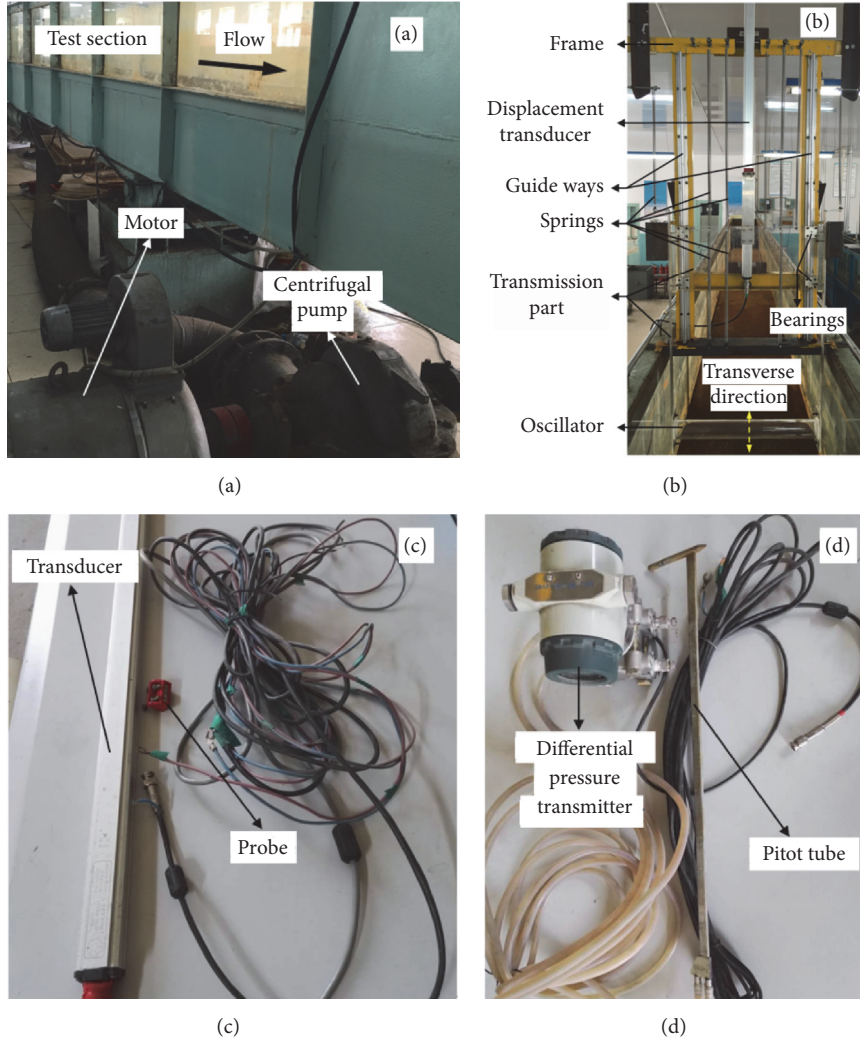 Test section
Flow
(a)
Motor
Centrifugal
pump
(a)
(b)
Frame
Displacement
transducer
Guide ways
Springs
Transmission
part
Bearings
Transverse
direction
Oscillator
(b)
(c)
Transducer
Probe
(c)
(d)
Differential
pressure
transmitter
Pitot tube
(d)